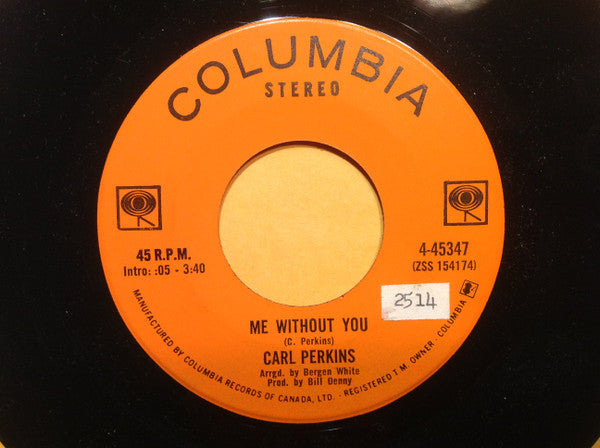 COLUMBIA
STEREO
45 R.P.M.
Intro: :05 - 3:40
4-45347
(ZSS 154174)
2514
ME WITHOUT YOU
(C. Perkins)
CARL PERKINS
Arrgd. by Bergen White
Prod. by Bill Denny
MANUFACTURED BY COLUMBIA RECORDS OF CANADA, LTD. - REGISTERED T.M. OWNER - COLUMBIA